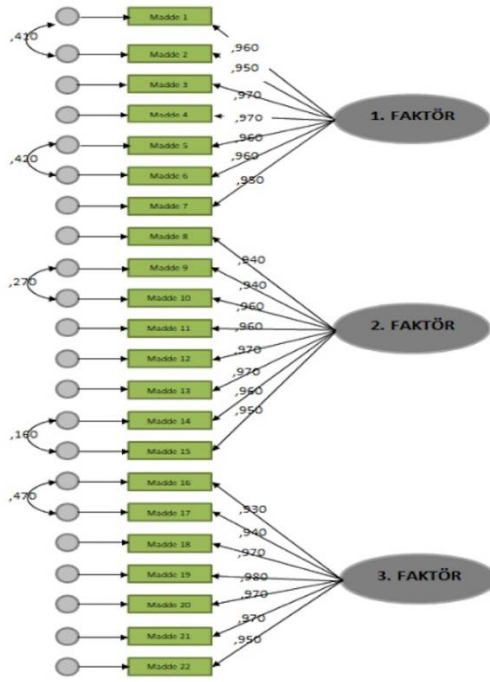 Madde 1
,410
Madde 2
,960
,950
Madde 3
,970
Madde 4
,970
1. FAKTÖR
Madde 5
,960
,420
Madde 6
,960
,950
Madde 7
Madde 8
,940
Madde 9
,940
,270
Madde 10
,960
Madde 11
,960
2. FAKTÖR
Madde 12
,970
,970
Madde 13
,960
Madde 14
,950
,160
Madde 15
Madde 16
,470
,930
Madde 17
,940
Madde 18
,970
Madde 19
,980
3. FAKTÖR
,970
Madde 20
Madde 21
,970
,950
Madde 22